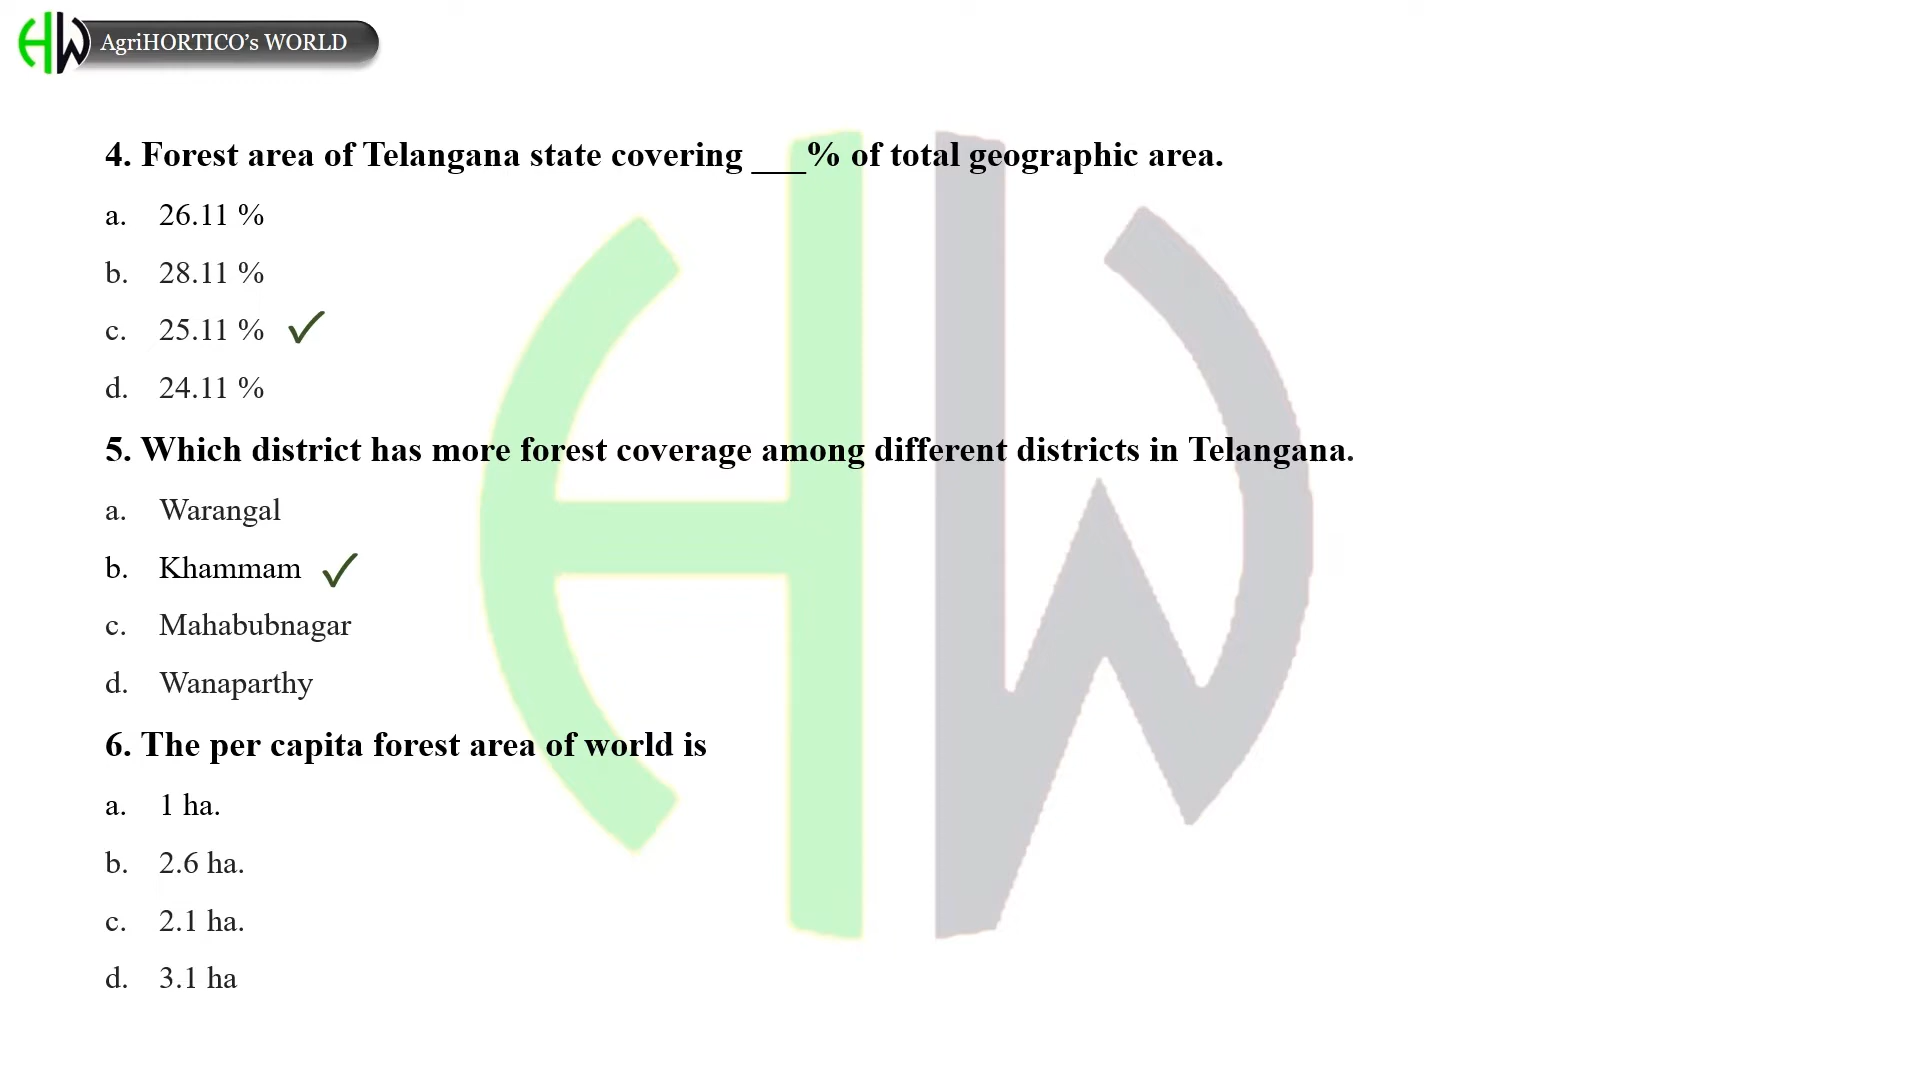 AgriHORTICO's WORLD
4. Forest area of Telangana state covering ___% of total geographic area.
a. 26.11 %
b. 28.11 %
c. 25.11 % ✓
d. 24.11 %
5. Which district has more forest coverage among different districts in Telangana.
a. Warangal
b. Khammam ✓
c. Mahabubnagar
d. Wanaparthy
6. The per capita forest area of world is
a. 1 ha.
b. 2.6 ha.
c. 2.1 ha.
d. 3.1 ha